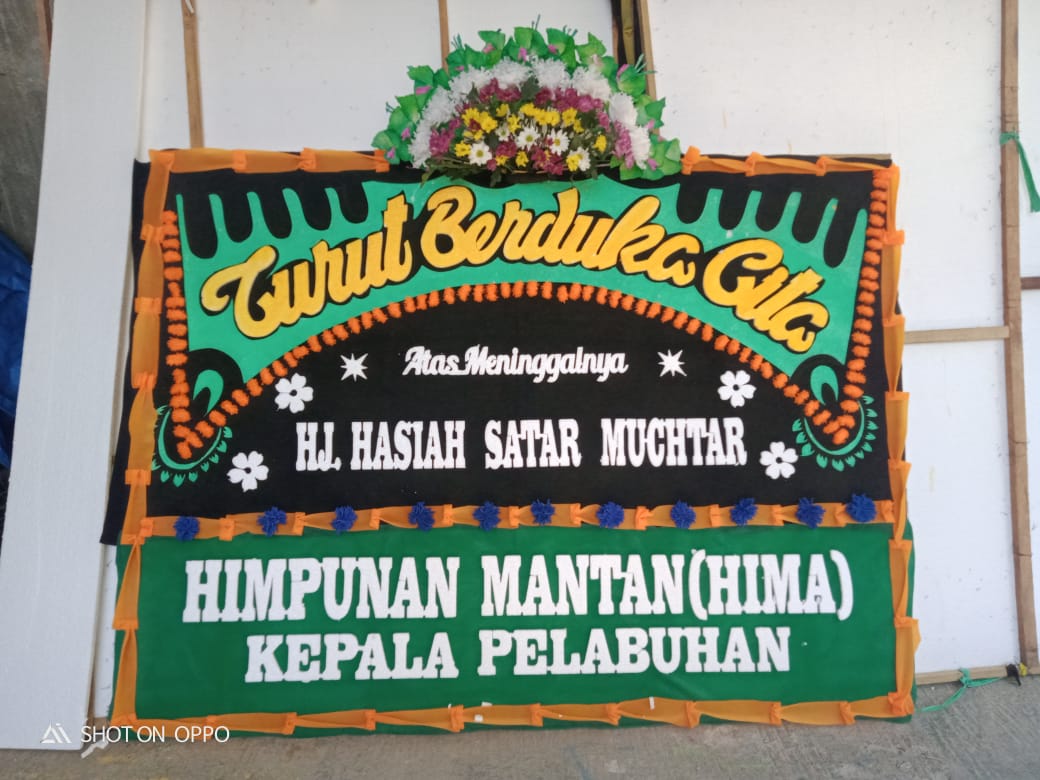 Turut Berduka Cita
Atas Meninggalnya
HJ. HASIAH SATAR MUCHTAR
HIMPUNAN MANTAN(HIMA)
KEPALA PELABUHAN
SHOT ON OPPO